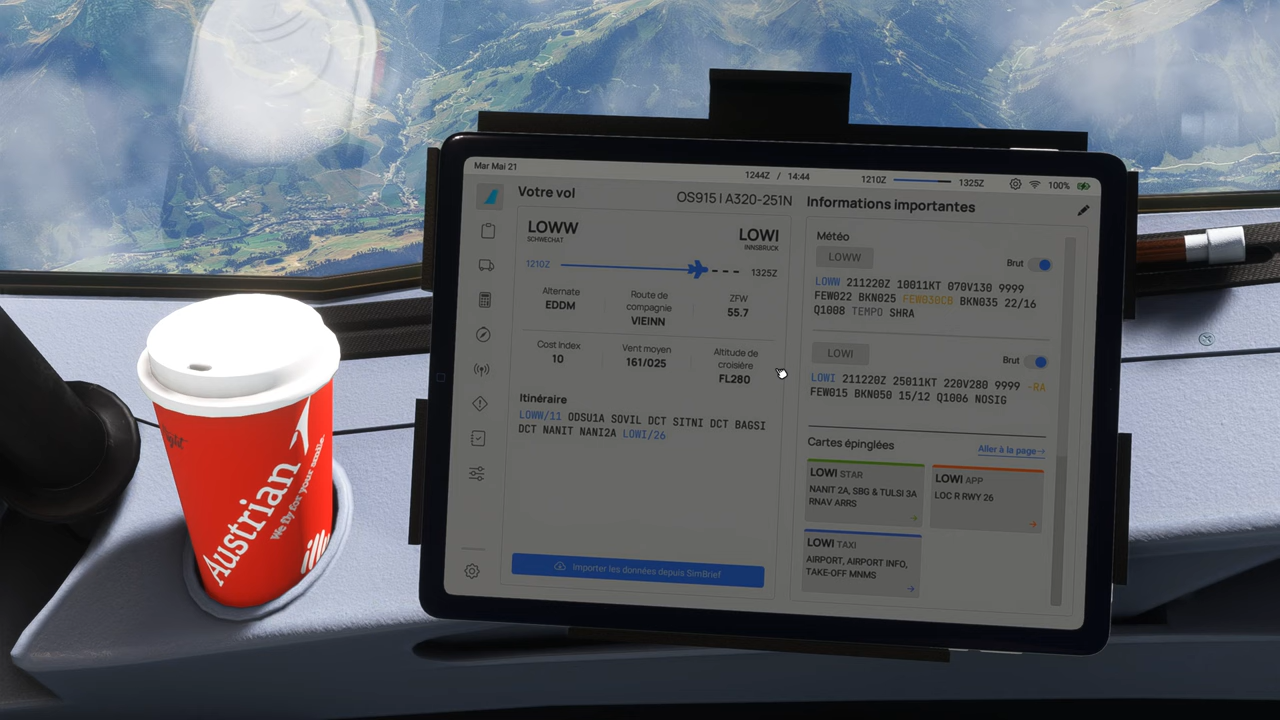 Mar Mai 21
1244Z / 14:44
1210Z
1325Z
100%
Votre vol
OS915 | A320-251N
LOWW
SCHWECHAT
LOWI
INNSBRUCK
1210Z
1325Z
Alternate
EDDM
Route de
compagnie
VIEINN
ZFW
55.7
Cost Index
10
Vent moyen
161/025
Altitude de
croisière
FL280
Itinéraire
LOWW/11 ODSU1A SOVIL DCT SITNI DCT BAGSI
DCT NANIT NANI2A LOWI/26
Importer les données depuis SimBrief
Informations importantes
Météo
LOWW
Brut
LOWW 211220Z 10011KT 070V130 9999
FEW022 BKN025 FEW030CB BKN035 22/16
Q1008 TEMPO SHRA
LOWI
Brut
LOWI 211220Z 25011KT 220V280 9999 -RA
FEW015 BKN050 15/12 Q1006 NOSIG
Cartes épinglées
Aller à la page
LOWI STAR
NANIT 2A, SBG & TULSI 3A
RNAV ARRS
LOWI APP
LOC R RWY 26
LOWI TAXI
AIRPORT, AIRPORT INFO,
TAKE-OFF MNMS
Austrian
We fly for your smile.